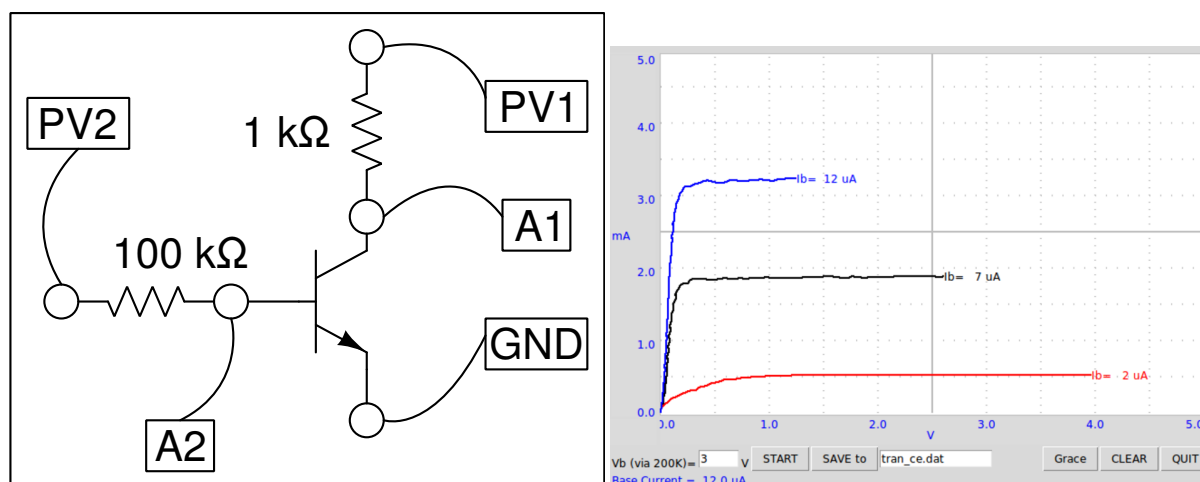 PV1
PV2
1 kΩ
A1
100 kΩ
GND
A2
5.0
4.0
3.0
mA
2.0
1.0
0.0
Ib= 12 uA
Ib= 7 uA
Ib= 2 uA
0.0 1.0 2.0 3.0 4.0 5.0
V
Vb (via 200K)= 3 V START SAVE to tran_ce.dat Grace CLEAR QUIT
Base Current = 12.0 uA